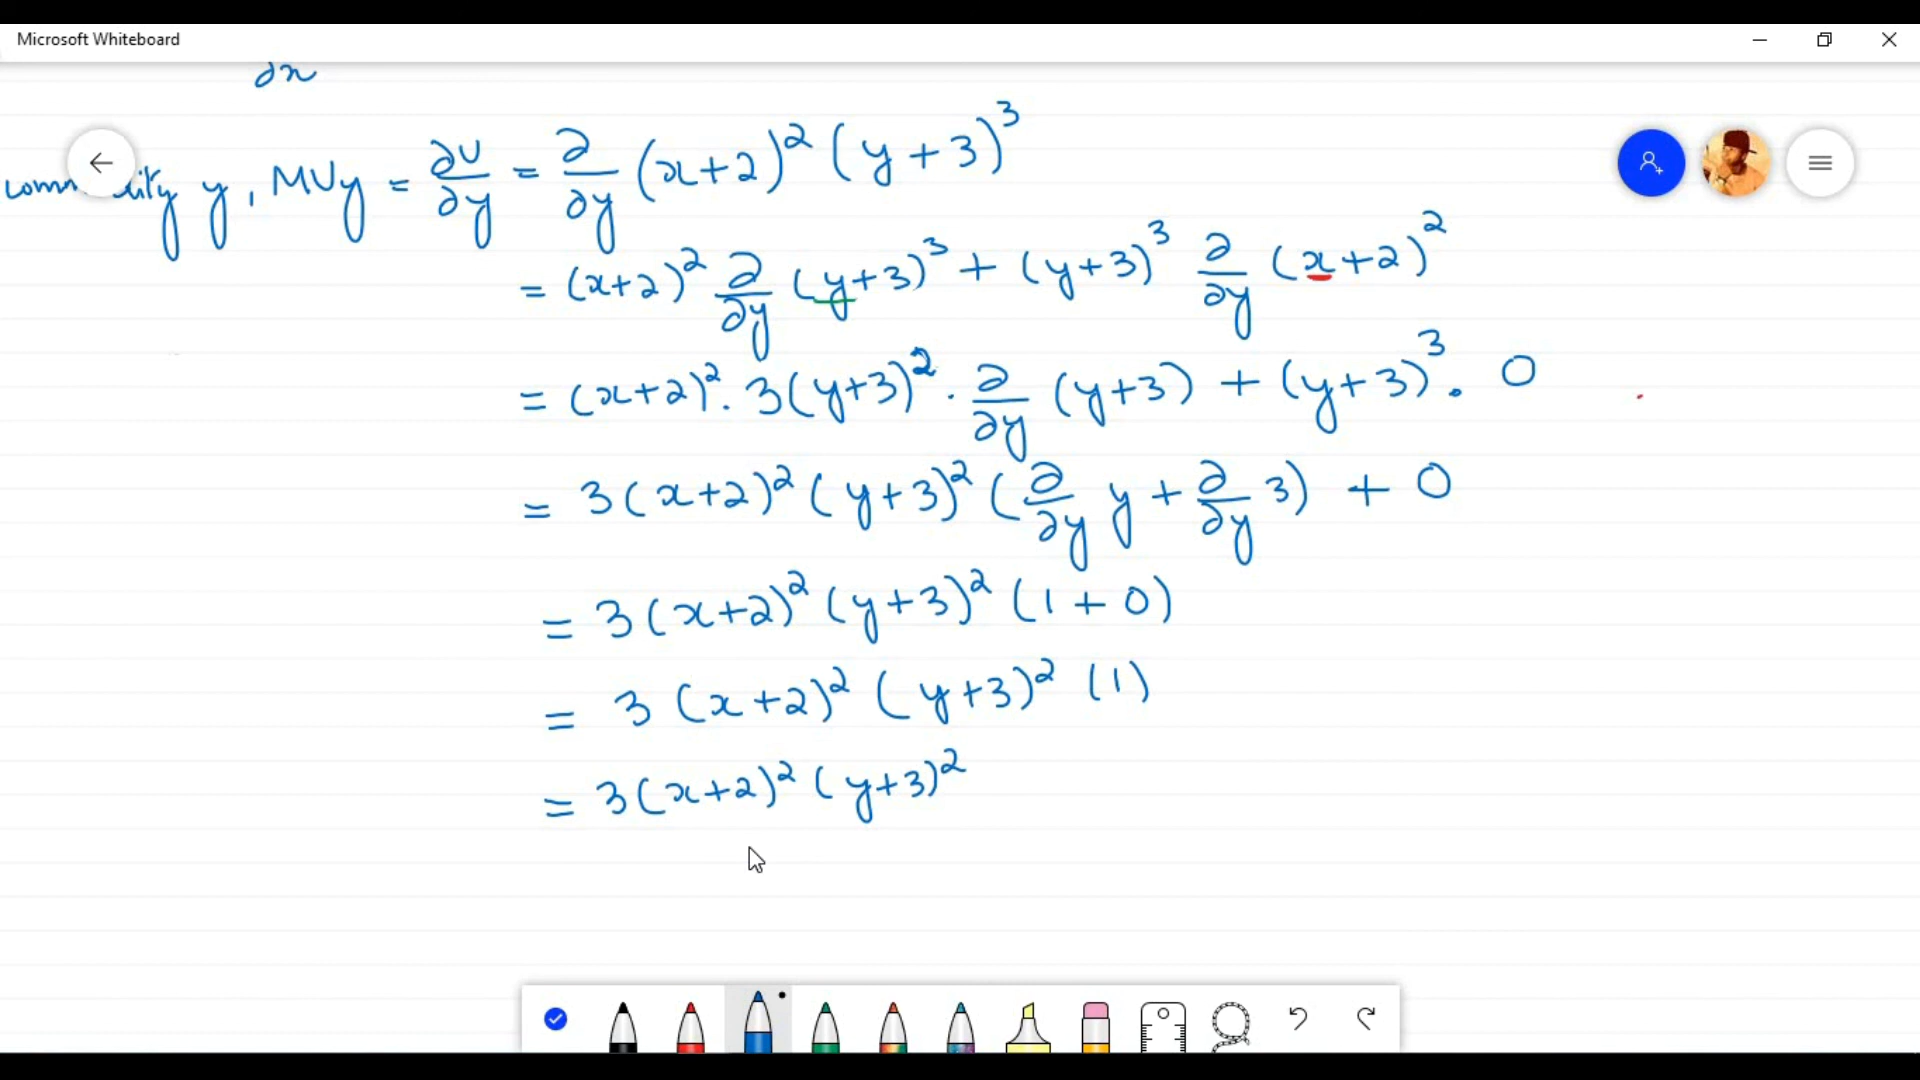 Microsoft Whiteboard
∂x
y, MUy = ∂U/∂y = ∂/∂y (x+2)² (y+3)³
= (x+2)² ∂/∂y (y+3)³ + (y+3)³ ∂/∂y (x+2)²
= (x+2)² . 3(y+3)² . ∂/∂y (y+3) + (y+3)³ . 0
= 3(x+2)² (y+3)² (∂/∂y y + ∂/∂y 3) + 0
= 3(x+2)² (y+3)² (1 + 0)
= 3 (x+2)² (y+3)² (1)
= 3(x+2)² (y+3)²